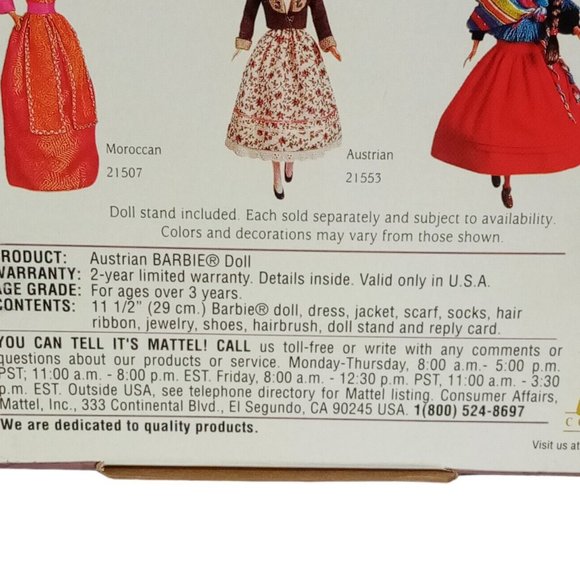 Moroccan
21507
Austrian
21553
Doll stand included. Each sold separately and subject to availability.
Colors and decorations may vary from those shown.
PRODUCT: Austrian BARBIE® Doll
WARRANTY: 2-year limited warranty. Details inside. Valid only in U.S.A.
AGE GRADE: For ages over 3 years.
CONTENTS: 11 1/2" (29 cm.) Barbie® doll, dress, jacket, scarf, socks, hair
ribbon, jewelry, shoes, hairbrush, doll stand and reply card.
YOU CAN TELL IT'S MATTEL! CALL us toll-free or write with any comments or
questions about our products or service. Monday-Thursday, 8:00 a.m.- 5:00 p.m.
PST; 11:00 a.m. - 8:00 p.m. EST. Friday, 8:00 a.m. - 12:30 p.m. PST, 11:00 a.m. - 3:30
p.m. EST. Outside USA, see telephone directory for Mattel listing. Consumer Affairs,
Mattel, Inc., 333 Continental Blvd., El Segundo, CA 90245 USA. 1(800) 524-8697
We are dedicated to quality products.
Visit us at